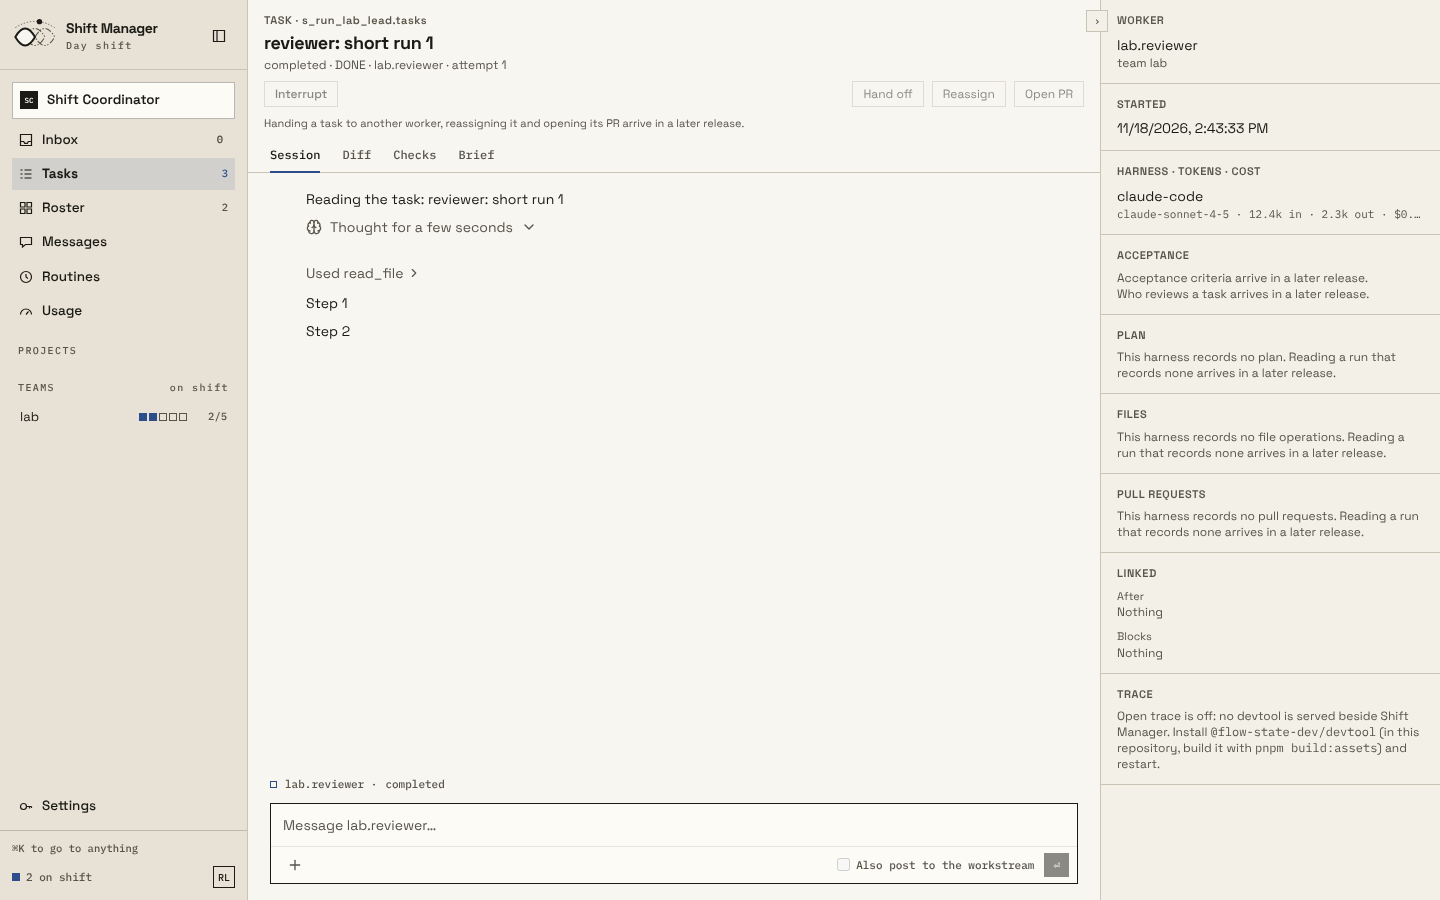 Shift Manager
Day shift
SC Shift Coordinator
Inbox 0
Tasks 3
Roster 2
Messages
Routines
Usage
PROJECTS
TEAMS on shift
lab 2/5
Settings
⌘K to go to anything
2 on shift RL
TASK · s_run_lab_lead.tasks
reviewer: short run 1
completed · DONE · lab.reviewer · attempt 1
Interrupt Hand off Reassign Open PR
Handing a task to another worker, reassigning it and opening its PR arrive in a later release.
Session Diff Checks Brief
Reading the task: reviewer: short run 1
Thought for a few seconds
Used read_file
Step 1
Step 2
lab.reviewer · completed
Message lab.reviewer…
Also post to the workstream
WORKER
lab.reviewer
team lab
STARTED
11/18/2026, 2:43:33 PM
HARNESS · TOKENS · COST
claude-code
claude-sonnet-4-5 · 12.4k in · 2.3k out · $0.…
ACCEPTANCE
Acceptance criteria arrive in a later release.
Who reviews a task arrives in a later release.
PLAN
This harness records no plan. Reading a run that
records none arrives in a later release.
FILES
This harness records no file operations. Reading a
run that records none arrives in a later release.
PULL REQUESTS
This harness records no pull requests. Reading a run
that records none arrives in a later release.
LINKED
After
Nothing
Blocks
Nothing
TRACE
Open trace is off: no devtool is served beside Shift
Manager. Install @flow-state-dev/devtool (in this
repository, build it with pnpm build:assets) and
restart.